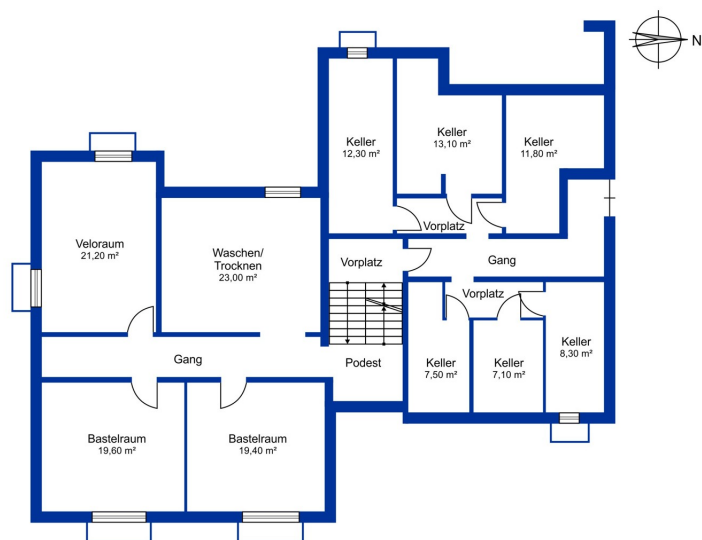 N
Keller
12,30 m²
Keller
13,10 m²
Keller
11,80 m²
Vorplatz
Veloraum
21,20 m²
Waschen/
Trocknen
23,00 m²
Vorplatz
Gang
Vorplatz
Gang
Podest
Keller
7,50 m²
Keller
7,10 m²
Keller
8,30 m²
Bastelraum
19,60 m²
Bastelraum
19,40 m²